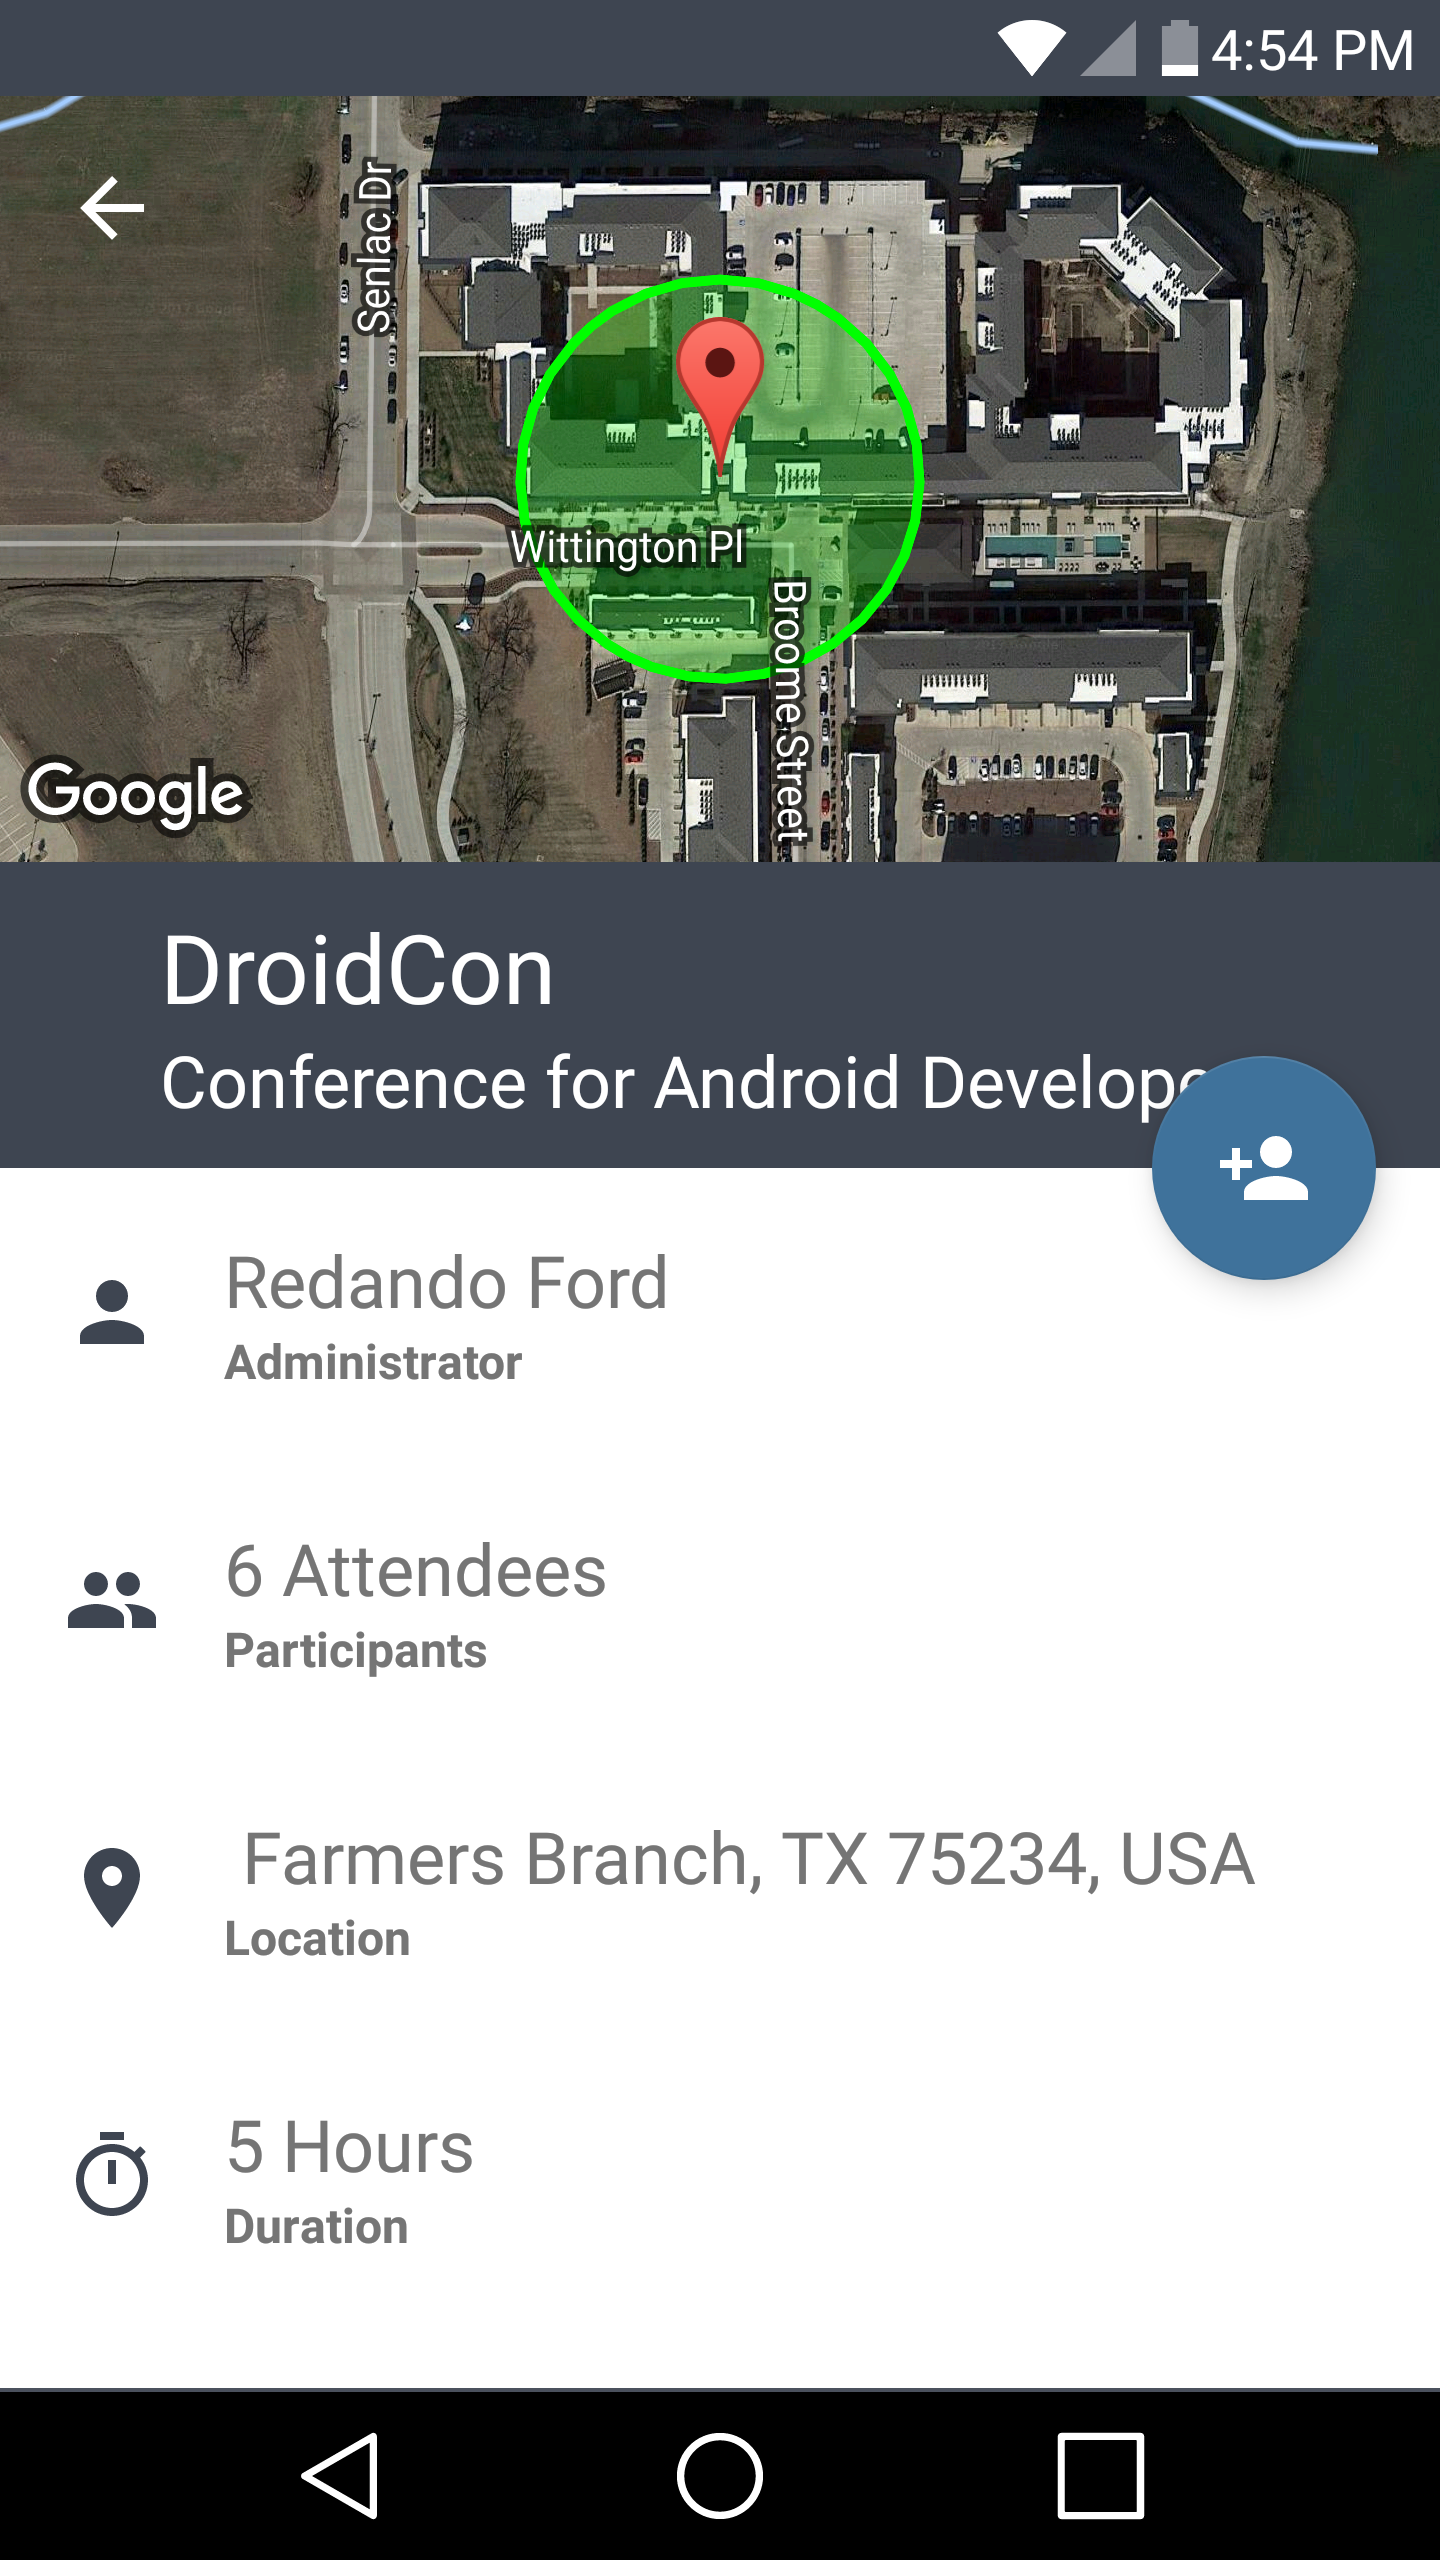 4:54 PM
Senlac Dr
Wittington Pl
Broome Street
Google
DroidCon
Conference for Android Develope
Redando Ford
Administrator
6 Attendees
Participants
Farmers Branch, TX 75234, USA
Location
5 Hours
Duration